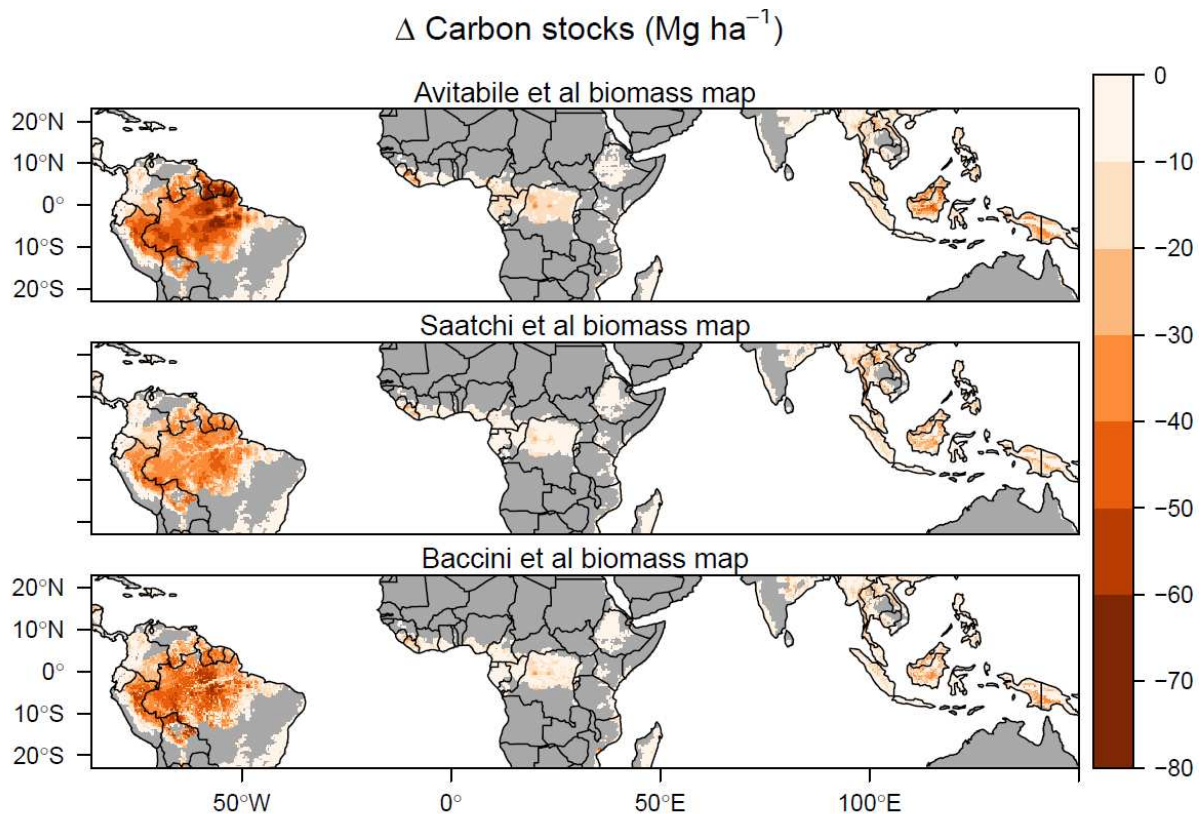 Δ Carbon stocks (Mg ha⁻¹)
Avitabile et al biomass map
20°N
10°N
0°
10°S
20°S
Saatchi et al biomass map
Baccini et al biomass map
20°N
10°N
0°
10°S
20°S
50°W
0°
50°E
100°E
0
−10
−20
−30
−40
−50
−60
−70
−80